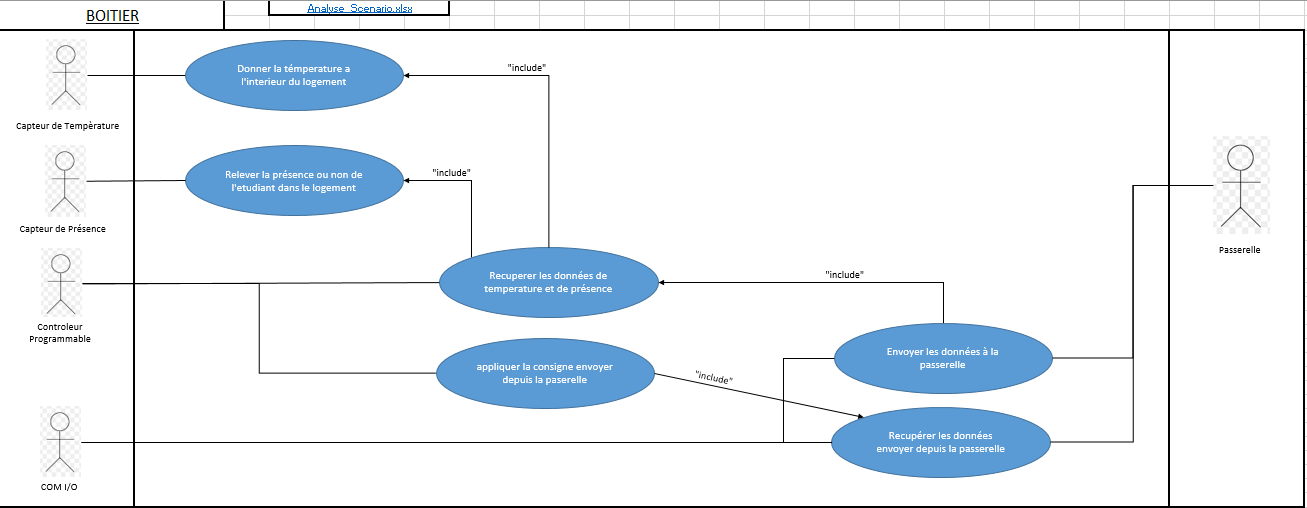 BOITIER
Analyse_Scenario.xlsx
Donner la témperature a
l'interieur du logement
"include"
Capteur de Tempèrature
Relever la présence ou non de
l'etudiant dans le logement
"include"
Capteur de Présence
Passerelle
Recuperer les données de
temperature et de présence
"include"
Controleur
Programmable
Envoyer les données à la
passerelle
appliquer la consigne envoyer
depuis la paserelle
"include"
Recupérer les données
envoyer depuis la passerelle
COM I/O